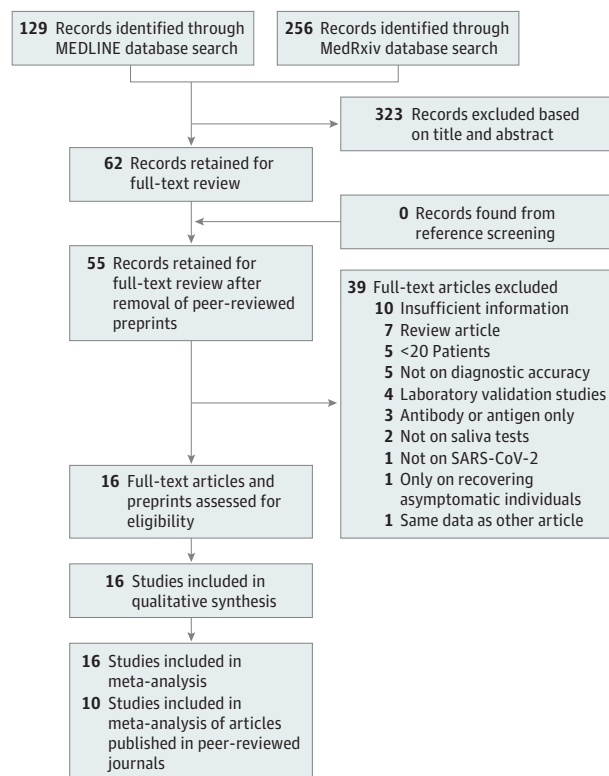 129 Records identified through
MEDLINE database search
256 Records identified through
MedRxiv database search
323 Records excluded based
on title and abstract
62 Records retained for
full-text review
0 Records found from
reference screening
55 Records retained for
full-text review after
removal of peer-reviewed
preprints
39 Full-text articles excluded
10 Insufficient information
7 Review article
5 <20 Patients
5 Not on diagnostic accuracy
4 Laboratory validation studies
3 Antibody or antigen only
2 Not on saliva tests
1 Not on SARS-CoV-2
1 Only on recovering
asymptomatic individuals
1 Same data as other article
16 Full-text articles and
preprints assessed for
eligibility
16 Studies included in
qualitative synthesis
16 Studies included in
meta-analysis
10 Studies included in
meta-analysis of articles
published in peer-reviewed
journals